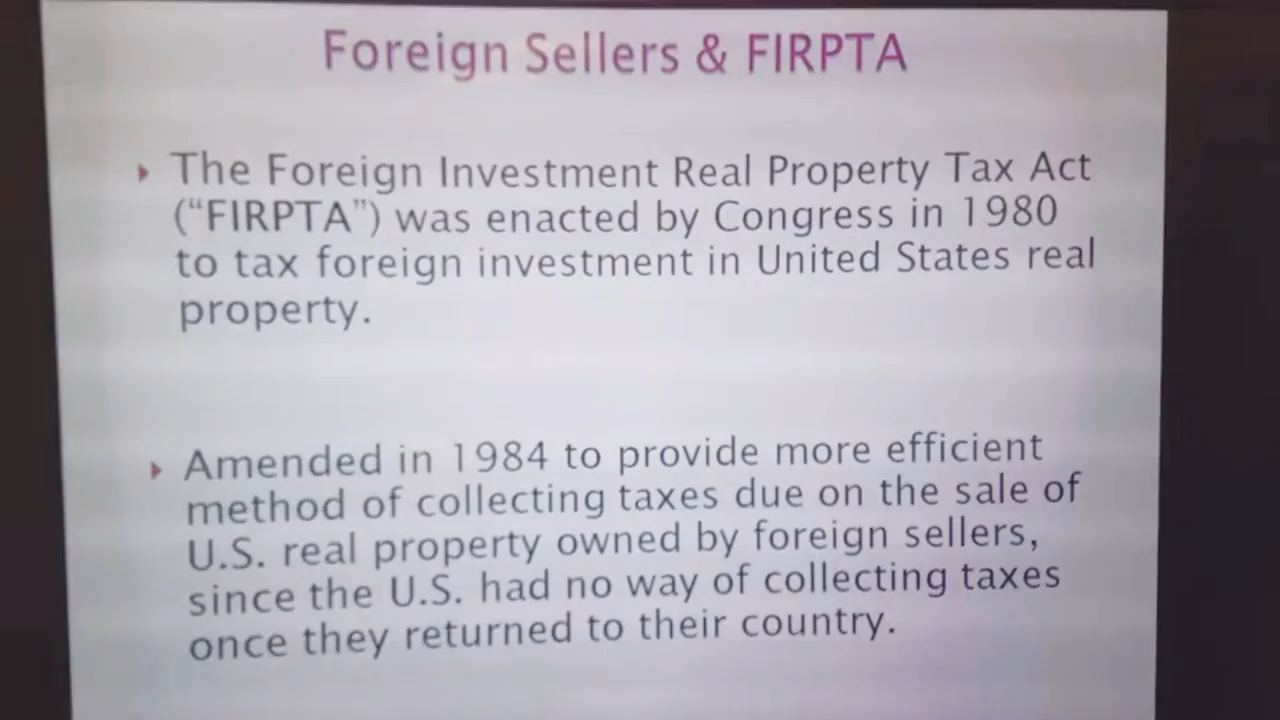 Foreign Sellers & FIRPTA
The Foreign Investment Real Property Tax Act
(“FIRPTA”) was enacted by Congress in 1980
to tax foreign investment in United States real
property.
Amended in 1984 to provide more efficient
method of collecting taxes due on the sale of
U.S. real property owned by foreign sellers,
since the U.S. had no way of collecting taxes
once they returned to their country.